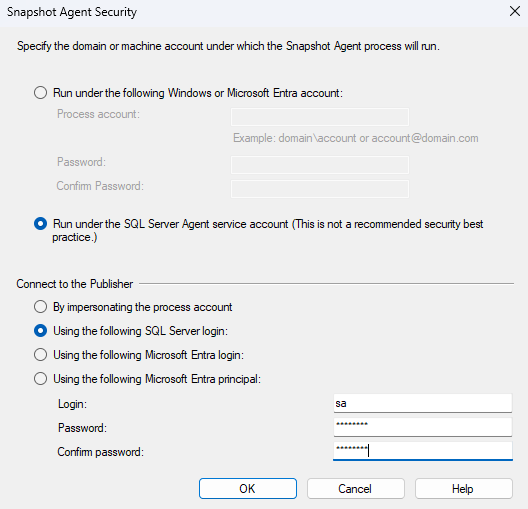 Snapshot Agent Security
Specify the domain or machine account under which the Snapshot Agent process will run.
Run under the following Windows or Microsoft Entra account:
Process account:
Example: domain\account or account@domain.com
Password:
Confirm Password:
Run under the SQL Server Agent service account (This is not a recommended security best
practice.)
Connect to the Publisher
By impersonating the process account
Using the following SQL Server login:
Using the following Microsoft Entra login:
Using the following Microsoft Entra principal:
Login: sa
Password: ********
Confirm password: ********
OK Cancel Help